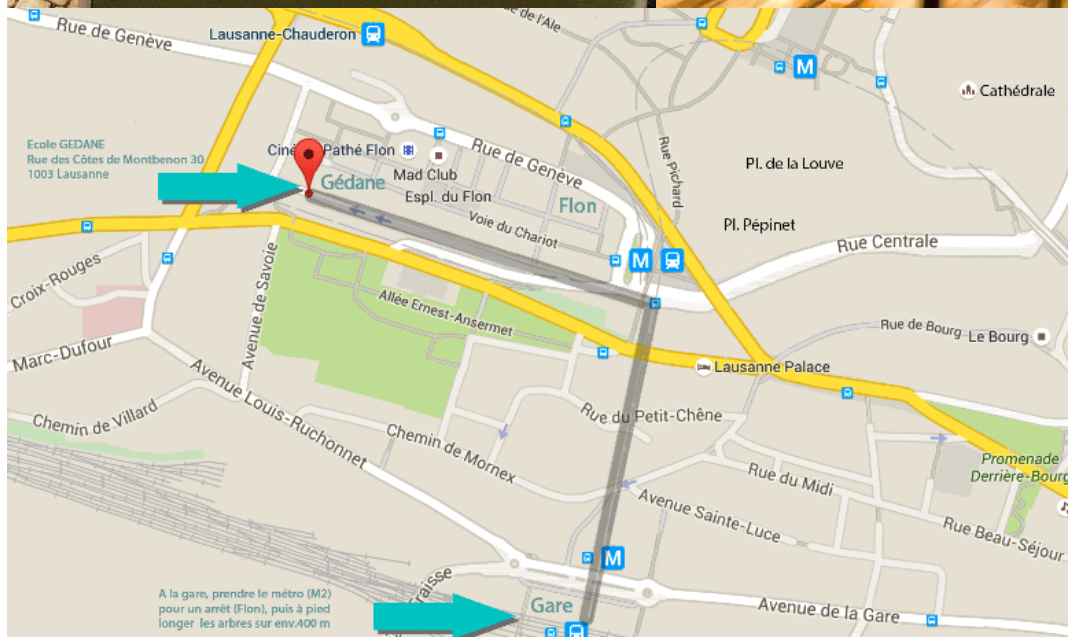 Rue de Genève
Lausanne-Chauderon
de l'Ale
M
Cathédrale
Ecole GEDANE
Rue des Côtes de Montbenon 30
1003 Lausanne
Pathé Flon
Rue de Genève
Rue Pichard
Pl. de la Louve
Mad Club
Gédane
Espl. du Flon
Flon
Voie du Chariot
Pl. Pépinet
Rue Centrale
M
Croix-Rouges
Avenue de Savoie
Allée Ernest-Ansermet
Rue de Bourg
Le Bourg
Marc-Dufour
Lausanne Palace
Avenue Louis-Ruchonnet
Rue du Petit-Chêne
Chemin de Villard
Chemin de Mornex
Promenade
Derrière-Bourg
Rue du Midi
Avenue Sainte-Luce
Rue Beau-Séjour
M
A la gare, prendre le métro (M2)
pour un arrêt (Flon), puis à pied
longer les arbres sur env.400 m
Fraisse
Gare
Avenue de la Gare